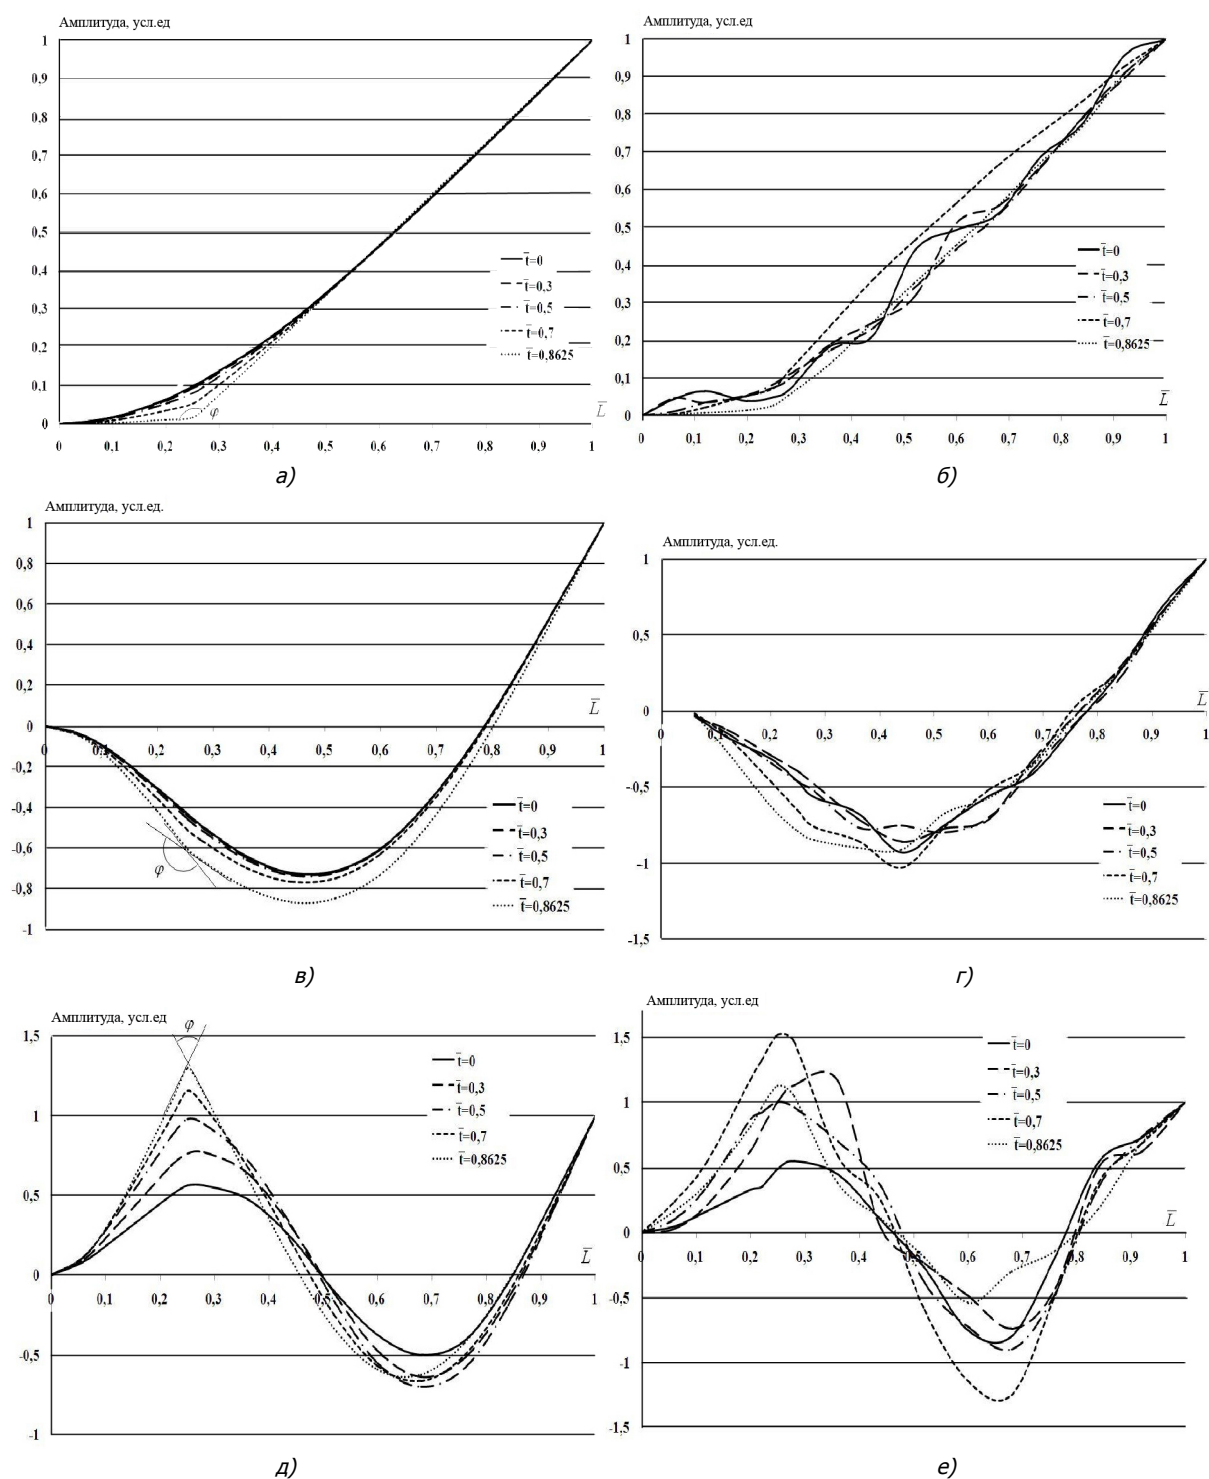 Амплитуда, усл.ед
1
0,9
0,8
0,7
0,6
0,5
0,4
0,3
0,2
0,1
0
0 0,1 0,2 0,3 0,4 0,5 0,6 0,7 0,8 0,9 1
t̅=0
t̅=0,3
t̅=0,5
t̅=0,7
t̅=0,8625
φ
L̅
а)
Амплитуда, усл.ед
1
0,9
0,8
0,7
0,6
0,5
0,4
0,3
0,2
0,1
0
0 0,1 0,2 0,3 0,4 0,5 0,6 0,7 0,8 0,9 1
t̅=0
t̅=0,3
t̅=0,5
t̅=0,7
t̅=0,8625
L̅
б)
Амплитуда, усл.ед.
1
0,8
0,6
0,4
0,2
0
-0,2
-0,4
-0,6
-0,8
-1
0 0,1 0,2 0,3 0,4 0,5 0,6 0,7 0,8 0,9 1
L̅
t̅=0
t̅=0,3
t̅=0,5
t̅=0,7
t̅=0,8625
φ
в)
Амплитуда, усл.ед.
1
0,5
0
-0,5
-1
-1,5
0 0,1 0,2 0,3 0,4 0,5 0,6 0,7 0,8 0,9 1
L̅
t̅=0
t̅=0,3
t̅=0,5
t̅=0,7
t̅=0,8625
г)
Амплитуда, усл.ед
φ
1,5
1
0,5
0
-0,5
-1
0 0,1 0,2 0,3 0,4 0,5 0,6 0,7 0,8 0,9 1
t̅=0
t̅=0,3
t̅=0,5
t̅=0,7
t̅=0,8625
L̅
д)
Амплитуда, усл.ед
1,5
1
0,5
0
-0,5
-1
-1,5
0 0,1 0,2 0,3 0,4 0,5 0,6 0,7 0,8 0,9 1
t̅=0
t̅=0,3
t̅=0,5
t̅=0,7
t̅=0,8625
L̅
е)